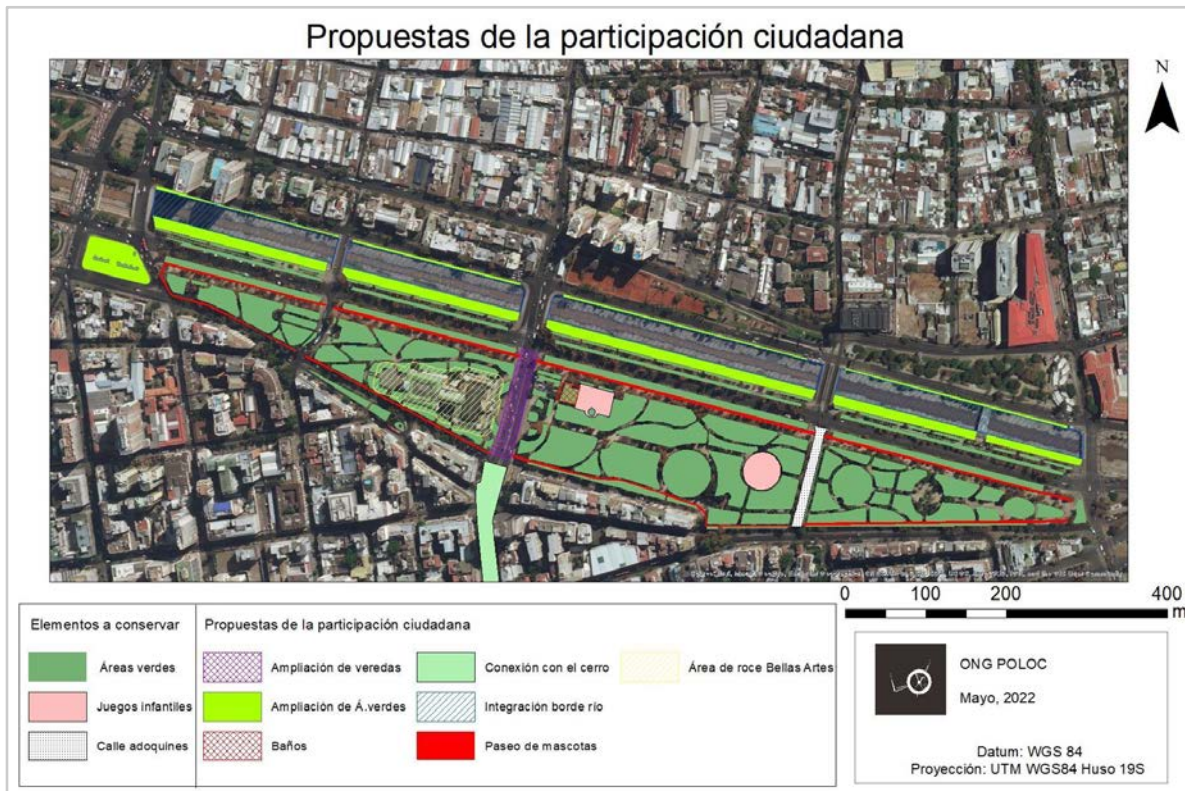 Propuestas de la participación ciudadana
N
0 100 200 400
m
Elementos a conservar
Áreas verdes
Juegos infantiles
Calle adoquines
Propuestas de la participación ciudadana
Ampliación de veredas
Ampliación de Á.verdes
Baños
Conexión con el cerro
Integración borde río
Paseo de mascotas
Área de roce Bellas Artes
ONG POLOC
Mayo, 2022
Datum: WGS 84
Proyección: UTM WGS84 Huso 19S